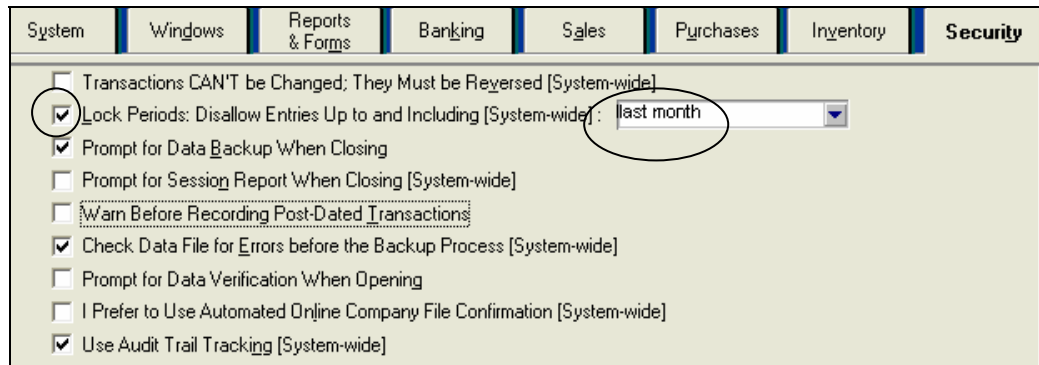 System Windows Reports & Forms Banking Sales Purchases Inventory Security
Transactions CAN'T be Changed; They Must be Reversed [System-wide]
Lock Periods: Disallow Entries Up to and Including [System-wide] : last month
Prompt for Data Backup When Closing
Prompt for Session Report When Closing [System-wide]
Warn Before Recording Post-Dated Transactions
Check Data File for Errors before the Backup Process [System-wide]
Prompt for Data Verification When Opening
I Prefer to Use Automated Online Company File Confirmation [System-wide]
Use Audit Trail Tracking [System-wide]